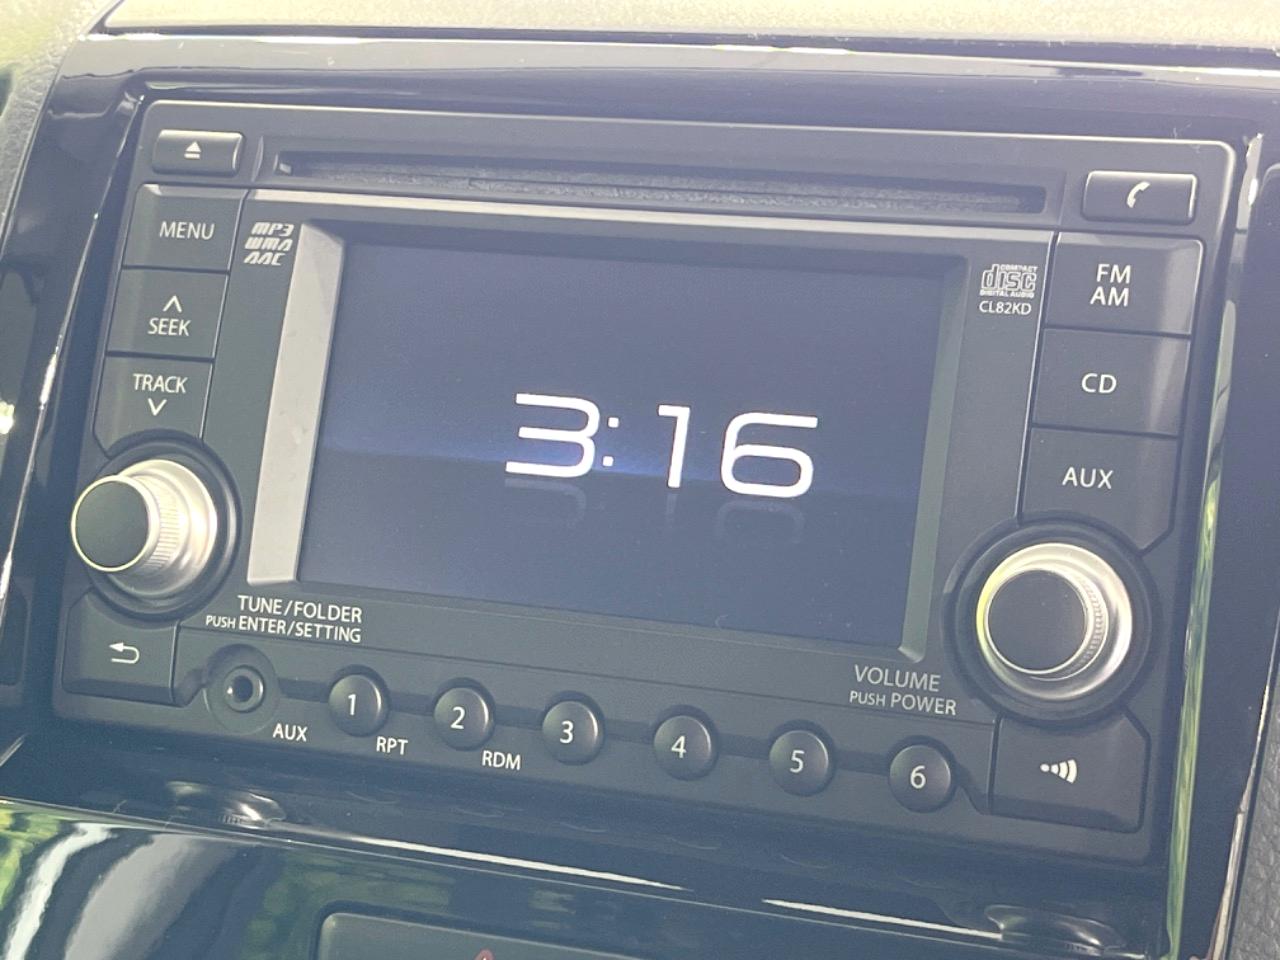 MENU
MP3
WMA
AAC
SEEK
TRACK
COMPACT
disc
DIGITAL AUDIO
CL82KD
FM
AM
CD
AUX
3:16
TUNE/FOLDER
PUSH ENTER/SETTING
VOLUME
PUSH POWER
AUX
1
RPT
2
RDM
3
4
5
6